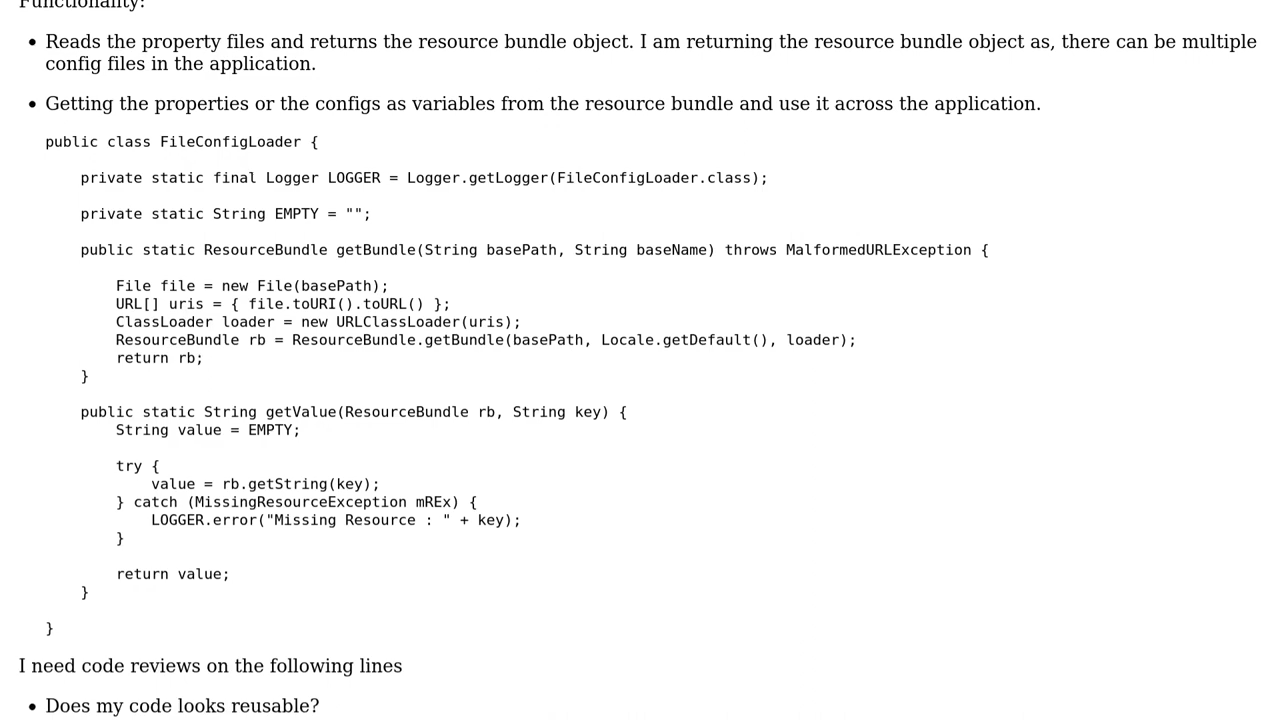 Functionality:
• Reads the property files and returns the resource bundle object. I am returning the resource bundle object as, there can be multiple
config files in the application.
• Getting the properties or the configs as variables from the resource bundle and use it across the application.
public class FileConfigLoader {
    private static final Logger LOGGER = Logger.getLogger(FileConfigLoader.class);
    private static String EMPTY = "";
    public static ResourceBundle getBundle(String basePath, String baseName) throws MalformedURLException {
        File file = new File(basePath);
        URL[] uris = { file.toURI().toURL() };
        ClassLoader loader = new URLClassLoader(uris);
        ResourceBundle rb = ResourceBundle.getBundle(basePath, Locale.getDefault(), loader);
        return rb;
    }
    public static String getValue(ResourceBundle rb, String key) {
        String value = EMPTY;
        try {
            value = rb.getString(key);
        } catch (MissingResourceException mREx) {
            LOGGER.error("Missing Resource : " + key);
        }
        return value;
    }
}
I need code reviews on the following lines
• Does my code looks reusable?